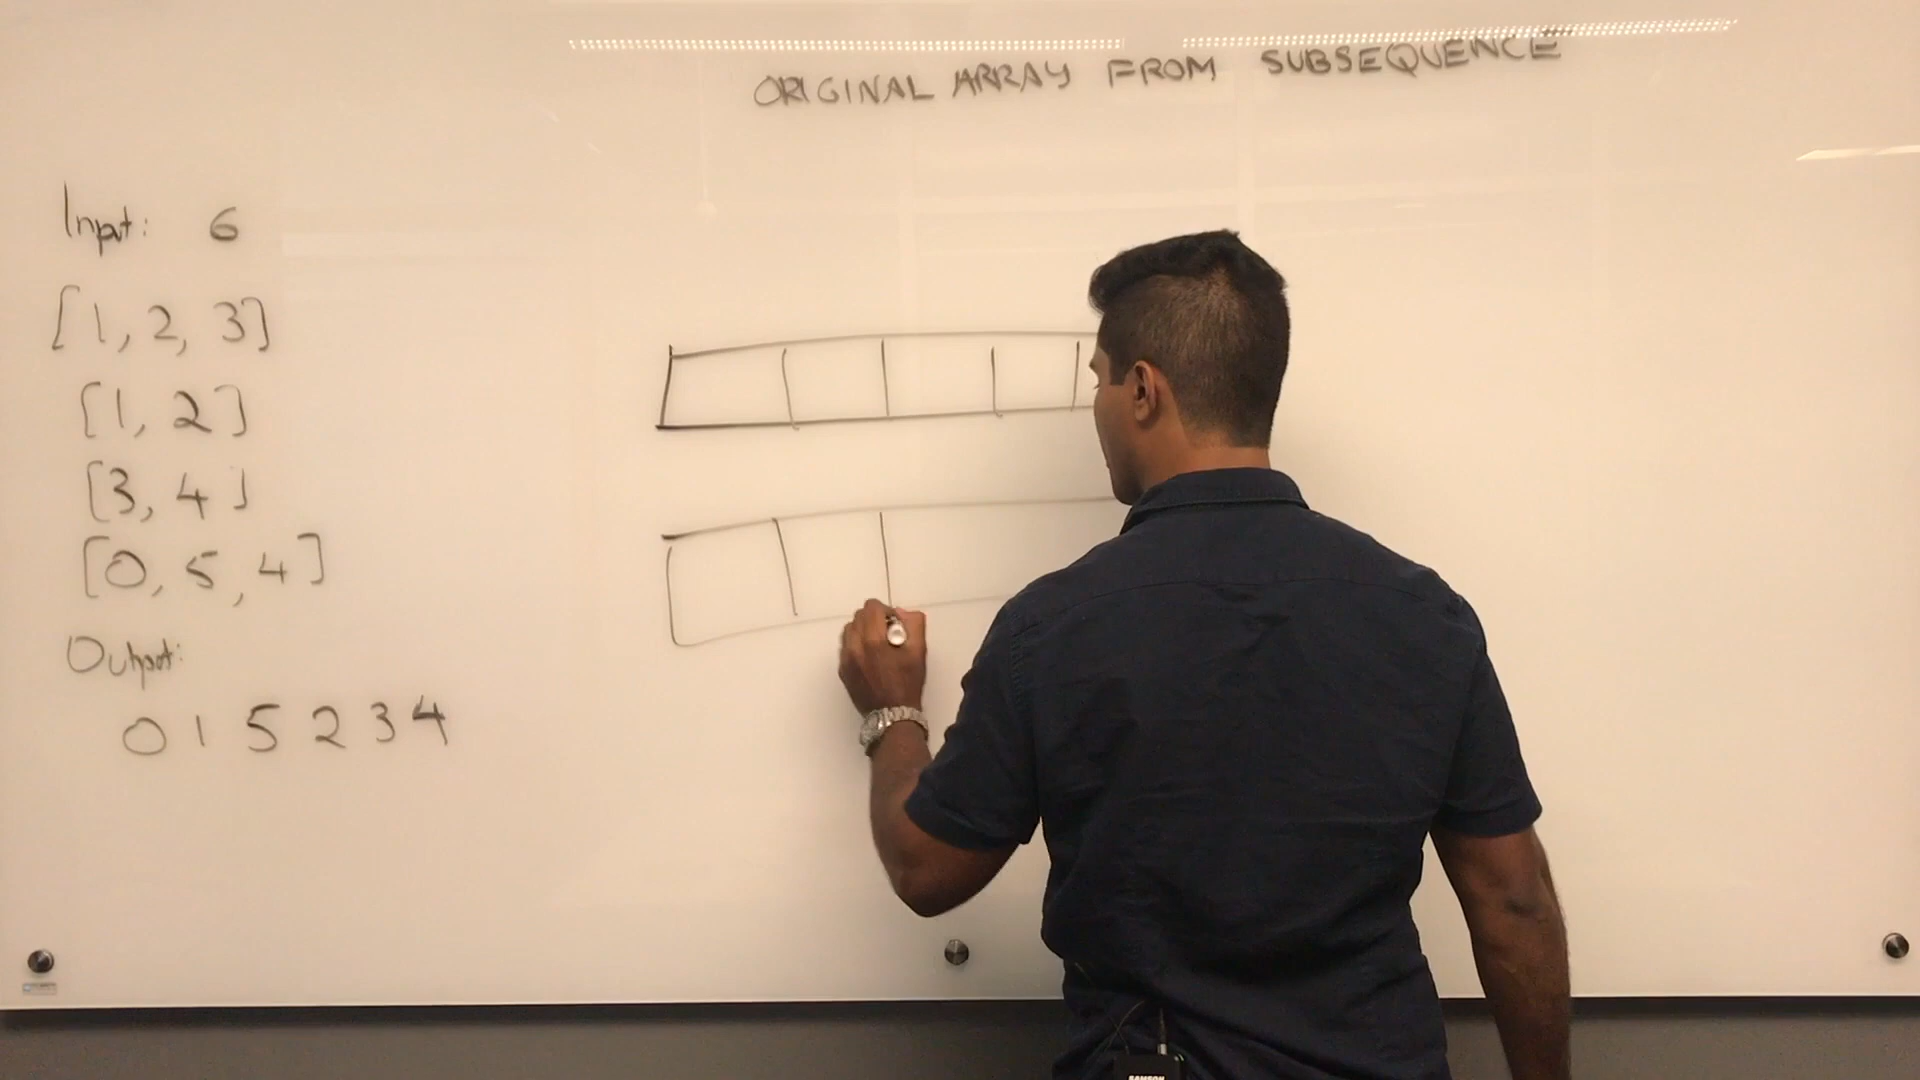 ORIGINAL ARRAY FROM SUBSEQUENCE
Input: 6
[1, 2, 3]
[1, 2]
[3, 4]
[0, 5, 4]
Output:
0 1 5 2 3 4
SAMSON